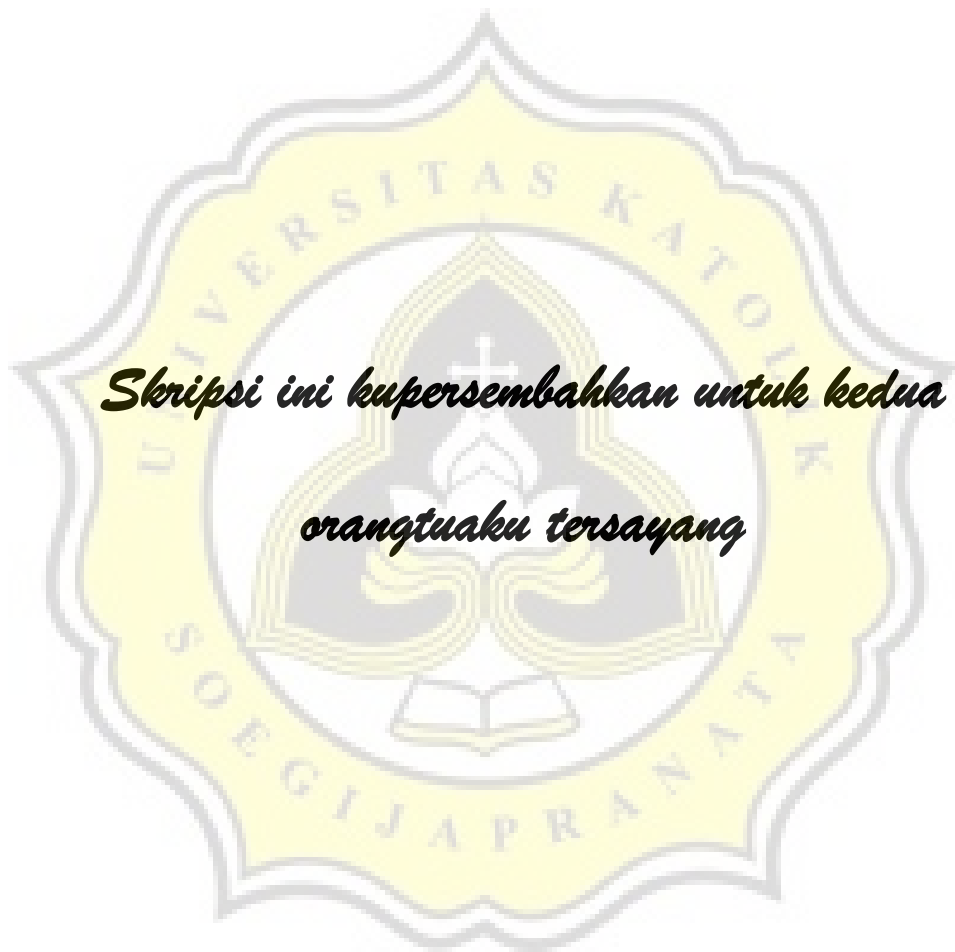 UNIVERSITAS KATOLIK
Skripsi ini kupersembahkan untuk kedua
orangtuaku tersayang
SOEGIJAPRANATA